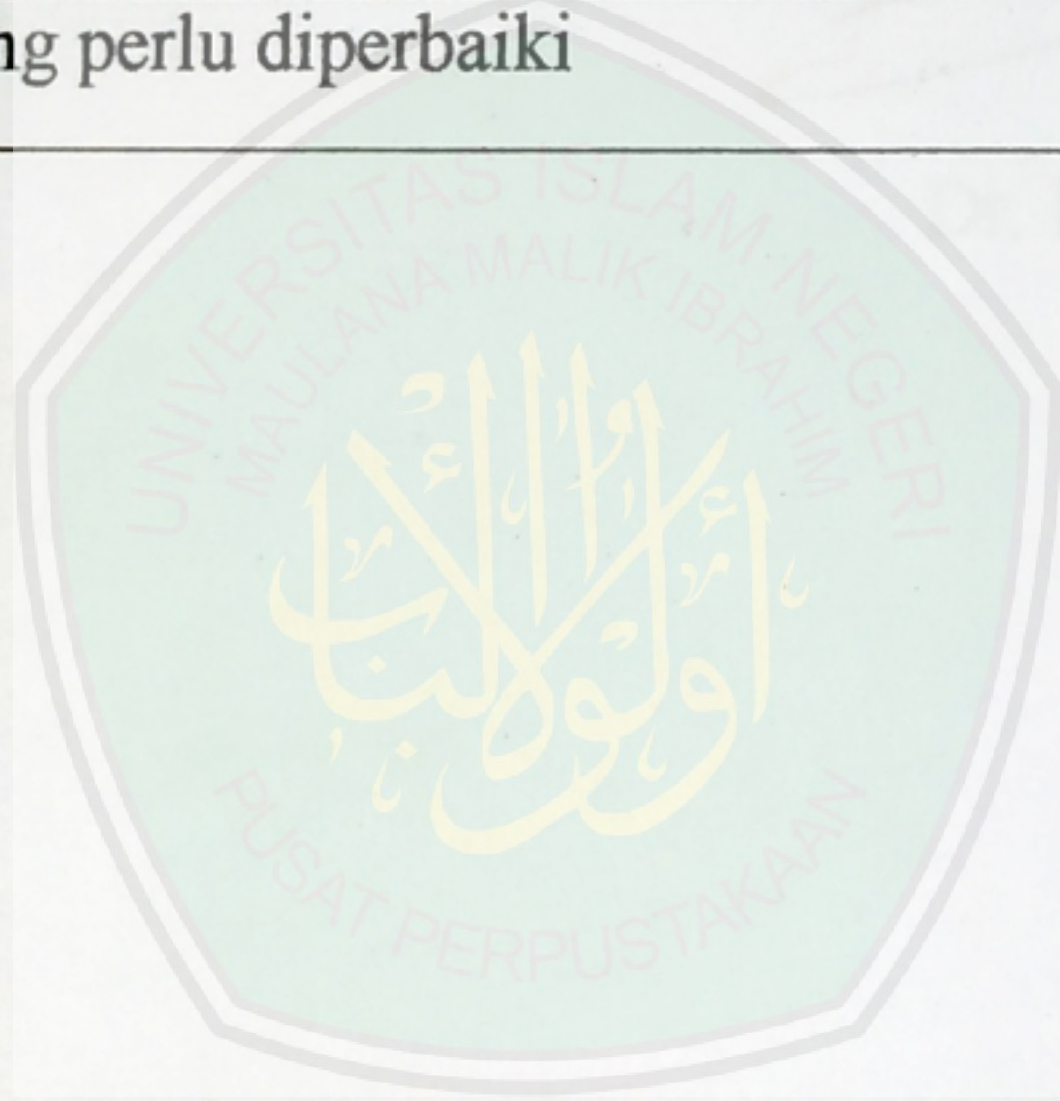 ng perlu diperbaiki
UNIVERSITAS ISLAM NEGERI
MAULANA MALIK IBRAHIM
أولوا الألباب
PUSAT PERPUSTAKAAN